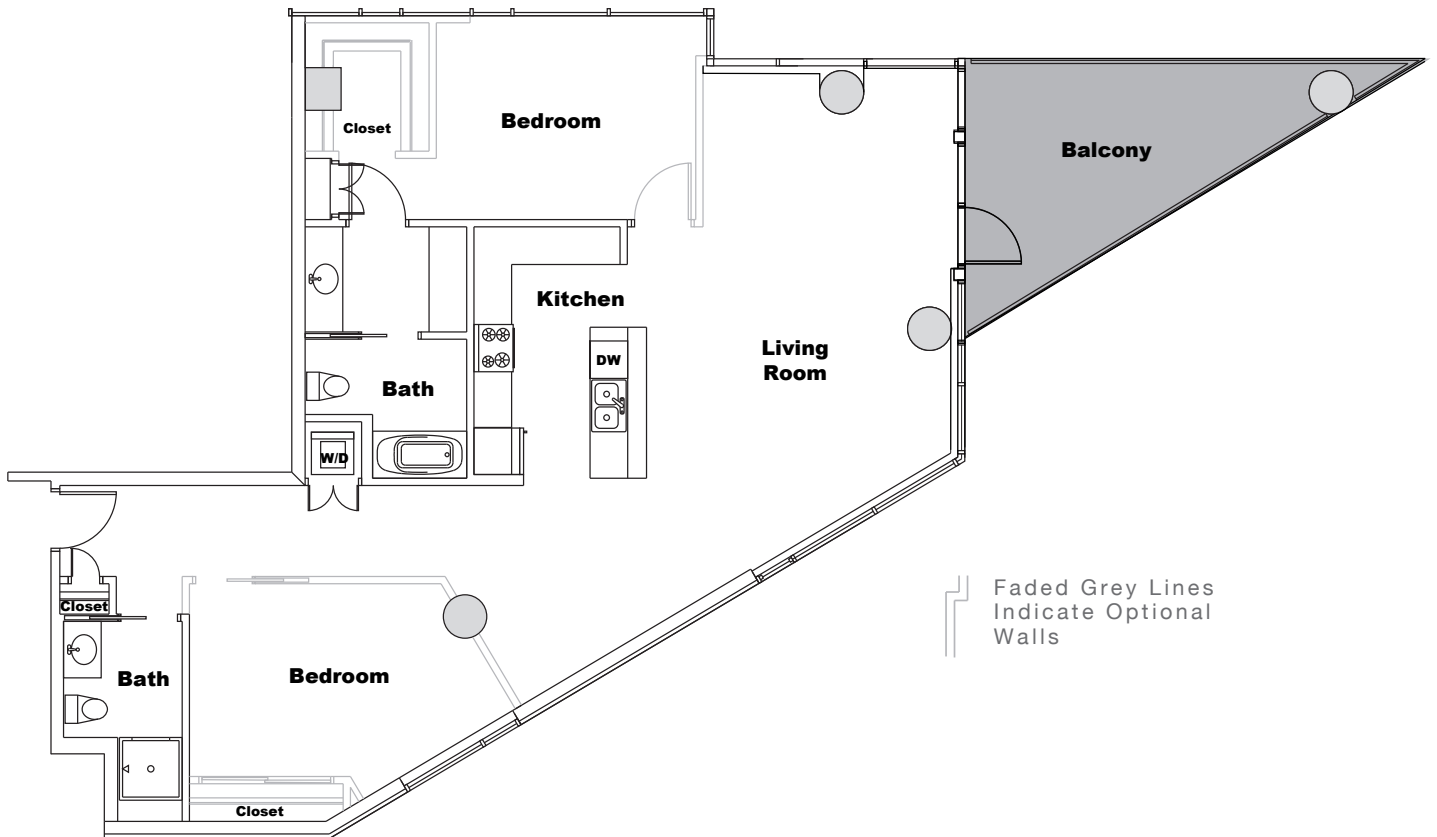 Closet
Bedroom
Balcony
Kitchen
Living
Room
DW
Bath
W/D
Closet
Bath
Bedroom
Closet
Faded Grey Lines
Indicate Optional
Walls